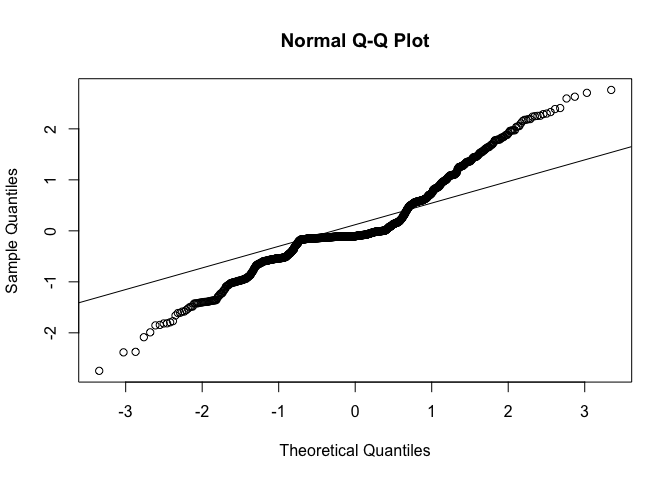 Normal Q-Q Plot
Sample Quantiles
2
1
0
-1
-2
-3 -2 -1 0 1 2 3
Theoretical Quantiles